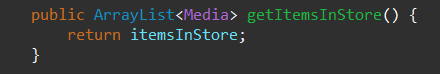 public ArrayList<Media> getItemsInStore() {
return itemsInStore;
}